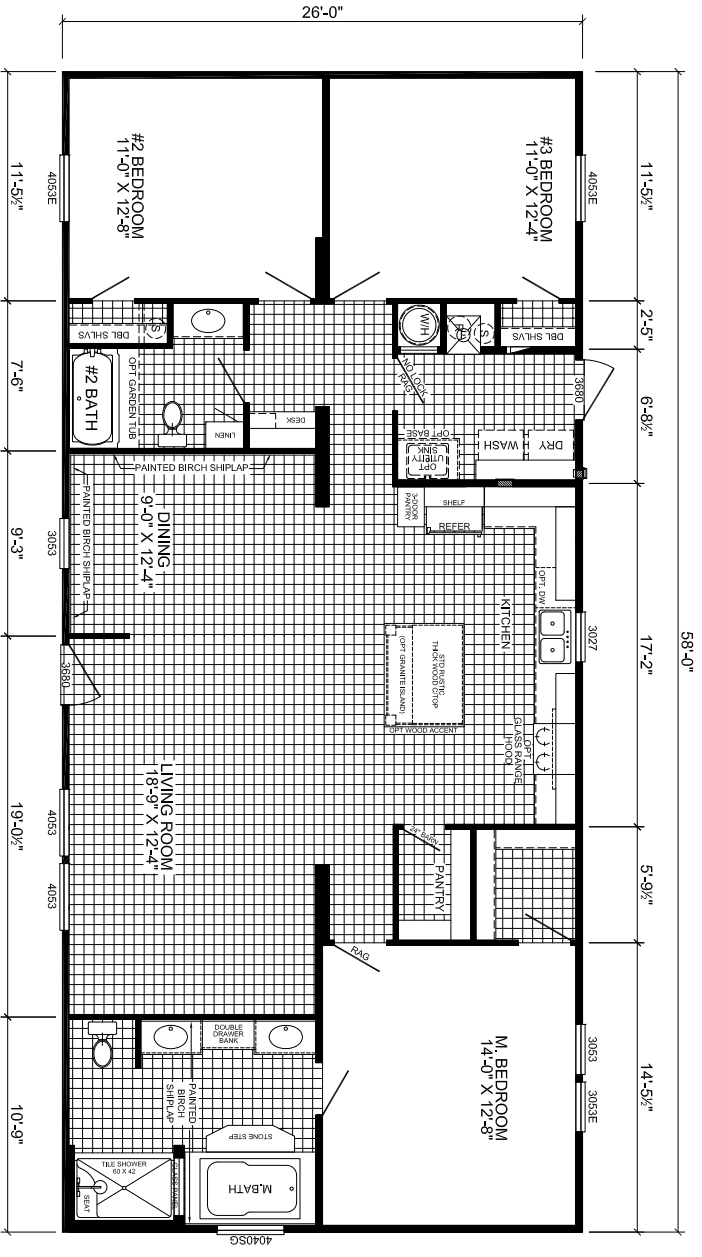 26'-0"
58'-0"
11'-5½"
2'-5"
6'-8½"
17'-2"
5'-9½"
14'-5½"
11'-5½"
7'-6"
9'-3"
19'-0½"
10'-9"
4053E
4053E
#2 BEDROOM
11'-0" X 12'-8"
#3 BEDROOM
11'-0" X 12'-4"
DBL SHLVS
S
W/H
S
DBL SHLVS
#2 BATH
OPT GARDEN TUB
LINEN
DESK
NO LOCK
RAG
3680
OPT BASE
OPT
UTILITY
SINK
WASH
DRY
PAINTED BIRCH SHIPLAP
PAINTED BIRCH SHIPLAP
DINING
9'-0" X 12'-4"
3053
3-DOOR
PANTRY
SHELF
REFER
OPT. DW
KITCHEN
3027
STD RUSTIC
THICK WOOD C/TOP
(OPT GRANITE ISLAND)
OPT WOOD ACCENT
OPT
GLASS RANGE
HOOD
3680
LIVING ROOM
18'-9" X 12'-4"
4053
4053
24" BARN
PANTRY
RAG
M. BEDROOM
14'-0" X 12'-8"
3053
3053E
DOUBLE
DRAWER
BANK
PAINTED
BIRCH
SHIPLAP
STONE STEP
TILE SHOWER
60 X 42
SEAT
GLASS PANEL
M.BATH
4040SG